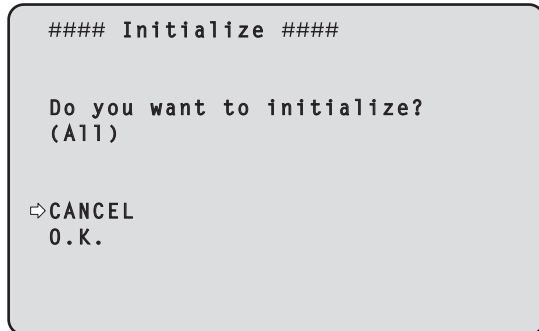 #### Initialize ####
Do you want to initialize?
(All)
⇨CANCEL
O.K.